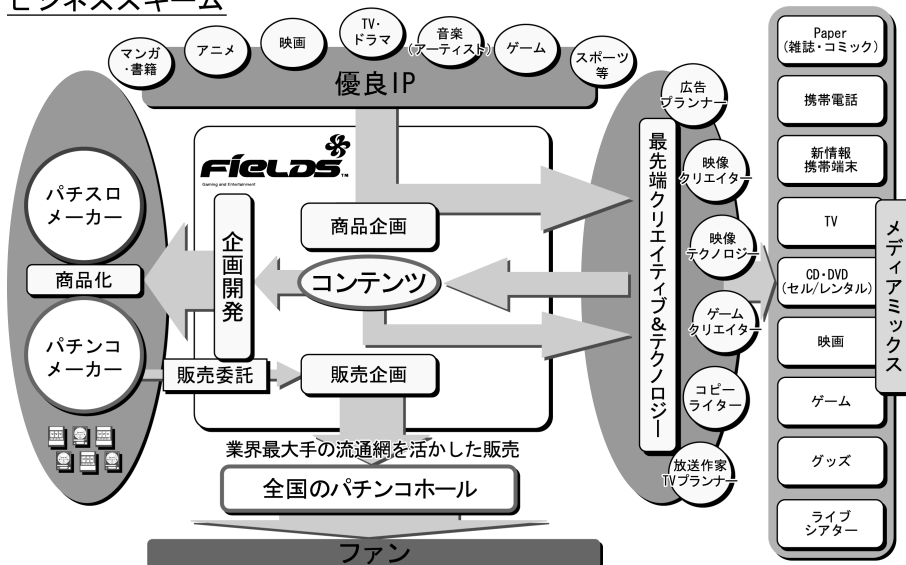 ビジネススキーム
マンガ
・書籍
アニメ
映画
TV・
ドラマ
音楽
(アーティスト)
ゲーム
スポーツ
等
優良IP
パチスロ
メーカー
商品化
パチンコ
メーカー
FIELDS
TM
Gaming and Entertainment
企画開発
商品企画
コンテンツ
販売委託
販売企画
業界最大手の流通網を活かした販売
全国のパチンコホール
ファン
最先端クリエイティブ&テクノロジー
広告
プランナー
映像
クリエイター
映像
テクノロジー
ゲーム
クリエイター
コピー
ライター
放送作家
TVプランナー
Paper
(雑誌・コミック)
携帯電話
新情報
携帯端末
TV
CD・DVD
(セル/レンタル)
映画
ゲーム
グッズ
ライブ
シアター
メディアミックス